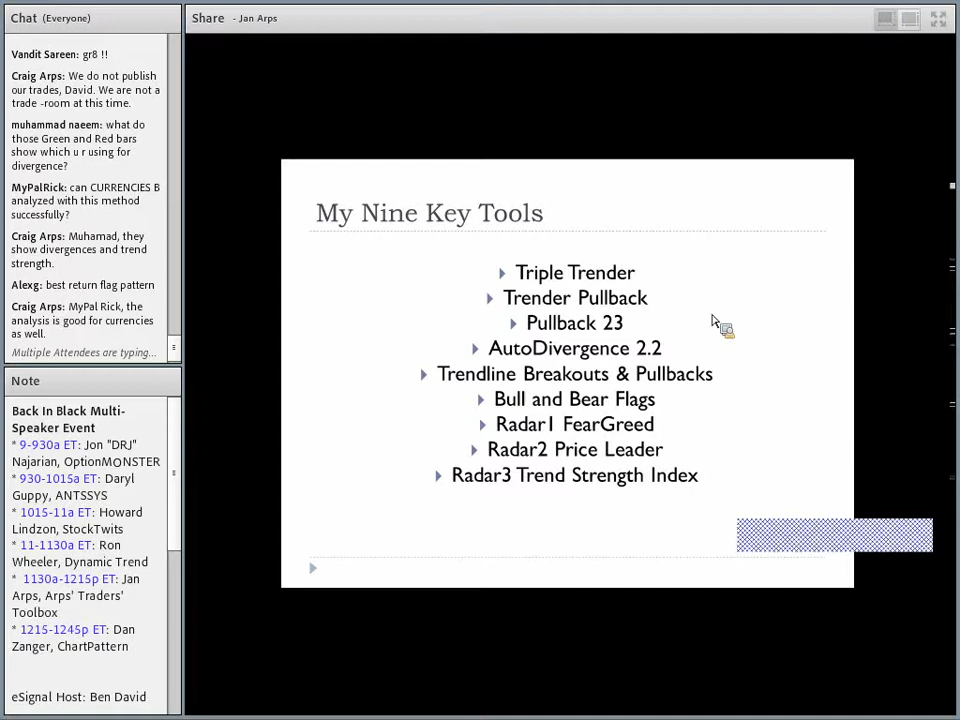 Chat (Everyone)
Vandit Sareen: gr8 !!
Craig Arps: We do not publish
our trades, David. We are not a
trade -room at this time.
muhammad naeem: what do
those Green and Red bars
show which u r using for
divergence?
MyPalRick: can CURRENCIES B
analyzed with this method
successfully?
Craig Arps: Muhamad, they
show divergences and trend
strength.
Alexg: best return flag pattern
Craig Arps: MyPal Rick, the
analysis is good for currencies
as well.
Multiple Attendees are typing...
Note
Back In Black Multi-
Speaker Event
* 9-930a ET: Jon "DRJ"
Najarian, OptionMONSTER
* 930-1015a ET: Daryl
Guppy, ANTSSYS
* 1015-11a ET: Howard
Lindzon, StockTwits
* 11-1130a ET: Ron
Wheeler, Dynamic Trend
* 1130a-1215p ET: Jan
Arps, Arps' Traders'
Toolbox
* 1215-1245p ET: Dan
Zanger, ChartPattern
eSignal Host: Ben David
Share - Jan Arps
My Nine Key Tools
Triple Trender
Trender Pullback
Pullback 23
AutoDivergence 2.2
Trendline Breakouts & Pullbacks
Bull and Bear Flags
Radar1 FearGreed
Radar2 Price Leader
Radar3 Trend Strength Index